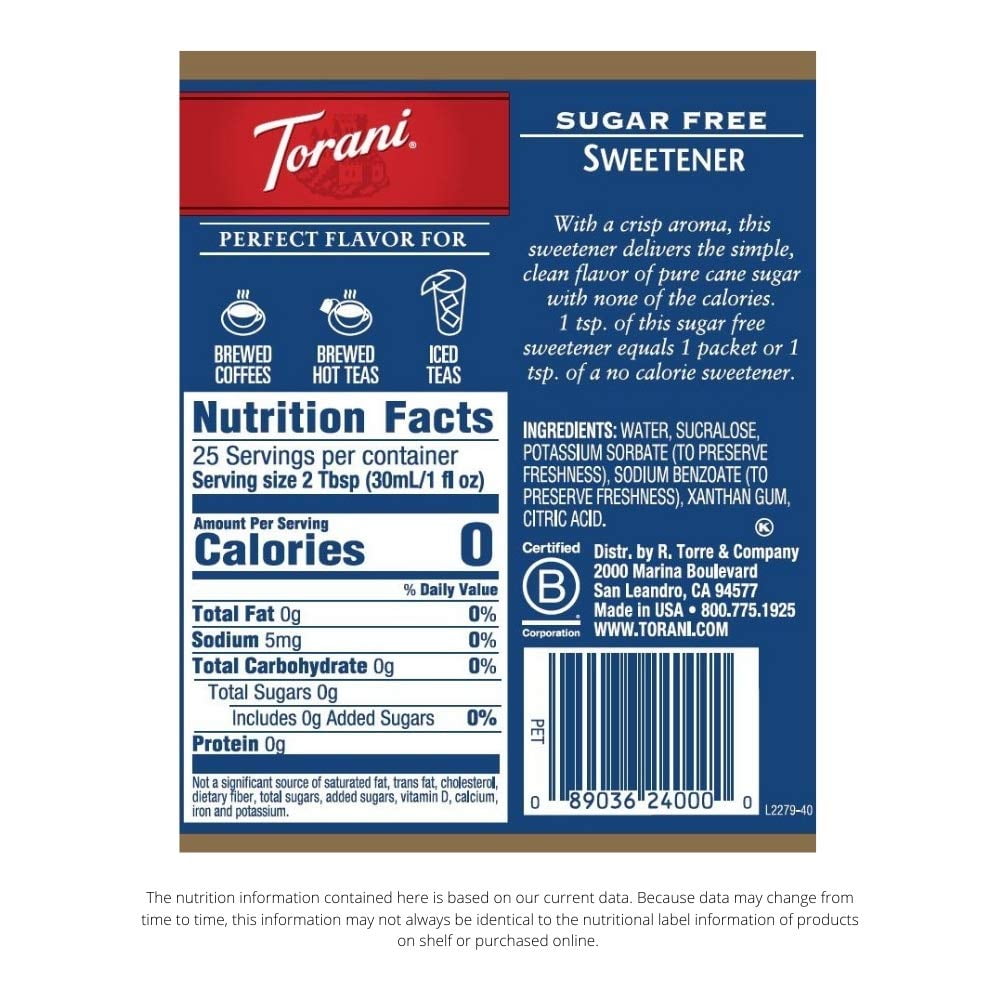 Torani®
PERFECT FLAVOR FOR
BREWED
COFFEES
BREWED
HOT TEAS
ICED
TEAS
Nutrition Facts
25 Servings per container
Serving size 2 Tbsp (30mL/1 fl oz)
Amount Per Serving
Calories 0
% Daily Value
Total Fat 0g 0%
Sodium 5mg 0%
Total Carbohydrate 0g 0%
Total Sugars 0g
Includes 0g Added Sugars 0%
Protein 0g
Not a significant source of saturated fat, trans fat, cholesterol,
dietary fiber, total sugars, added sugars, vitamin D, calcium,
iron and potassium.
SUGAR FREE
SWEETENER
With a crisp aroma, this
sweetener delivers the simple,
clean flavor of pure cane sugar
with none of the calories.
1 tsp. of this sugar free
sweetener equals 1 packet or 1
tsp. of a no calorie sweetener.
INGREDIENTS: WATER, SUCRALOSE,
POTASSIUM SORBATE (TO PRESERVE
FRESHNESS), SODIUM BENZOATE (TO
PRESERVE FRESHNESS), XANTHAN GUM,
CITRIC ACID.
K
Certified
B
Corporation
Distr. by R. Torre & Company
2000 Marina Boulevard
San Leandro, CA 94577
Made in USA • 800.775.1925
WWW.TORANI.COM
PET
0 89036 24000 0
L2279-40
The nutrition information contained here is based on our current data. Because data may change from
time to time, this information may not always be identical to the nutritional label information of products
on shelf or purchased online.